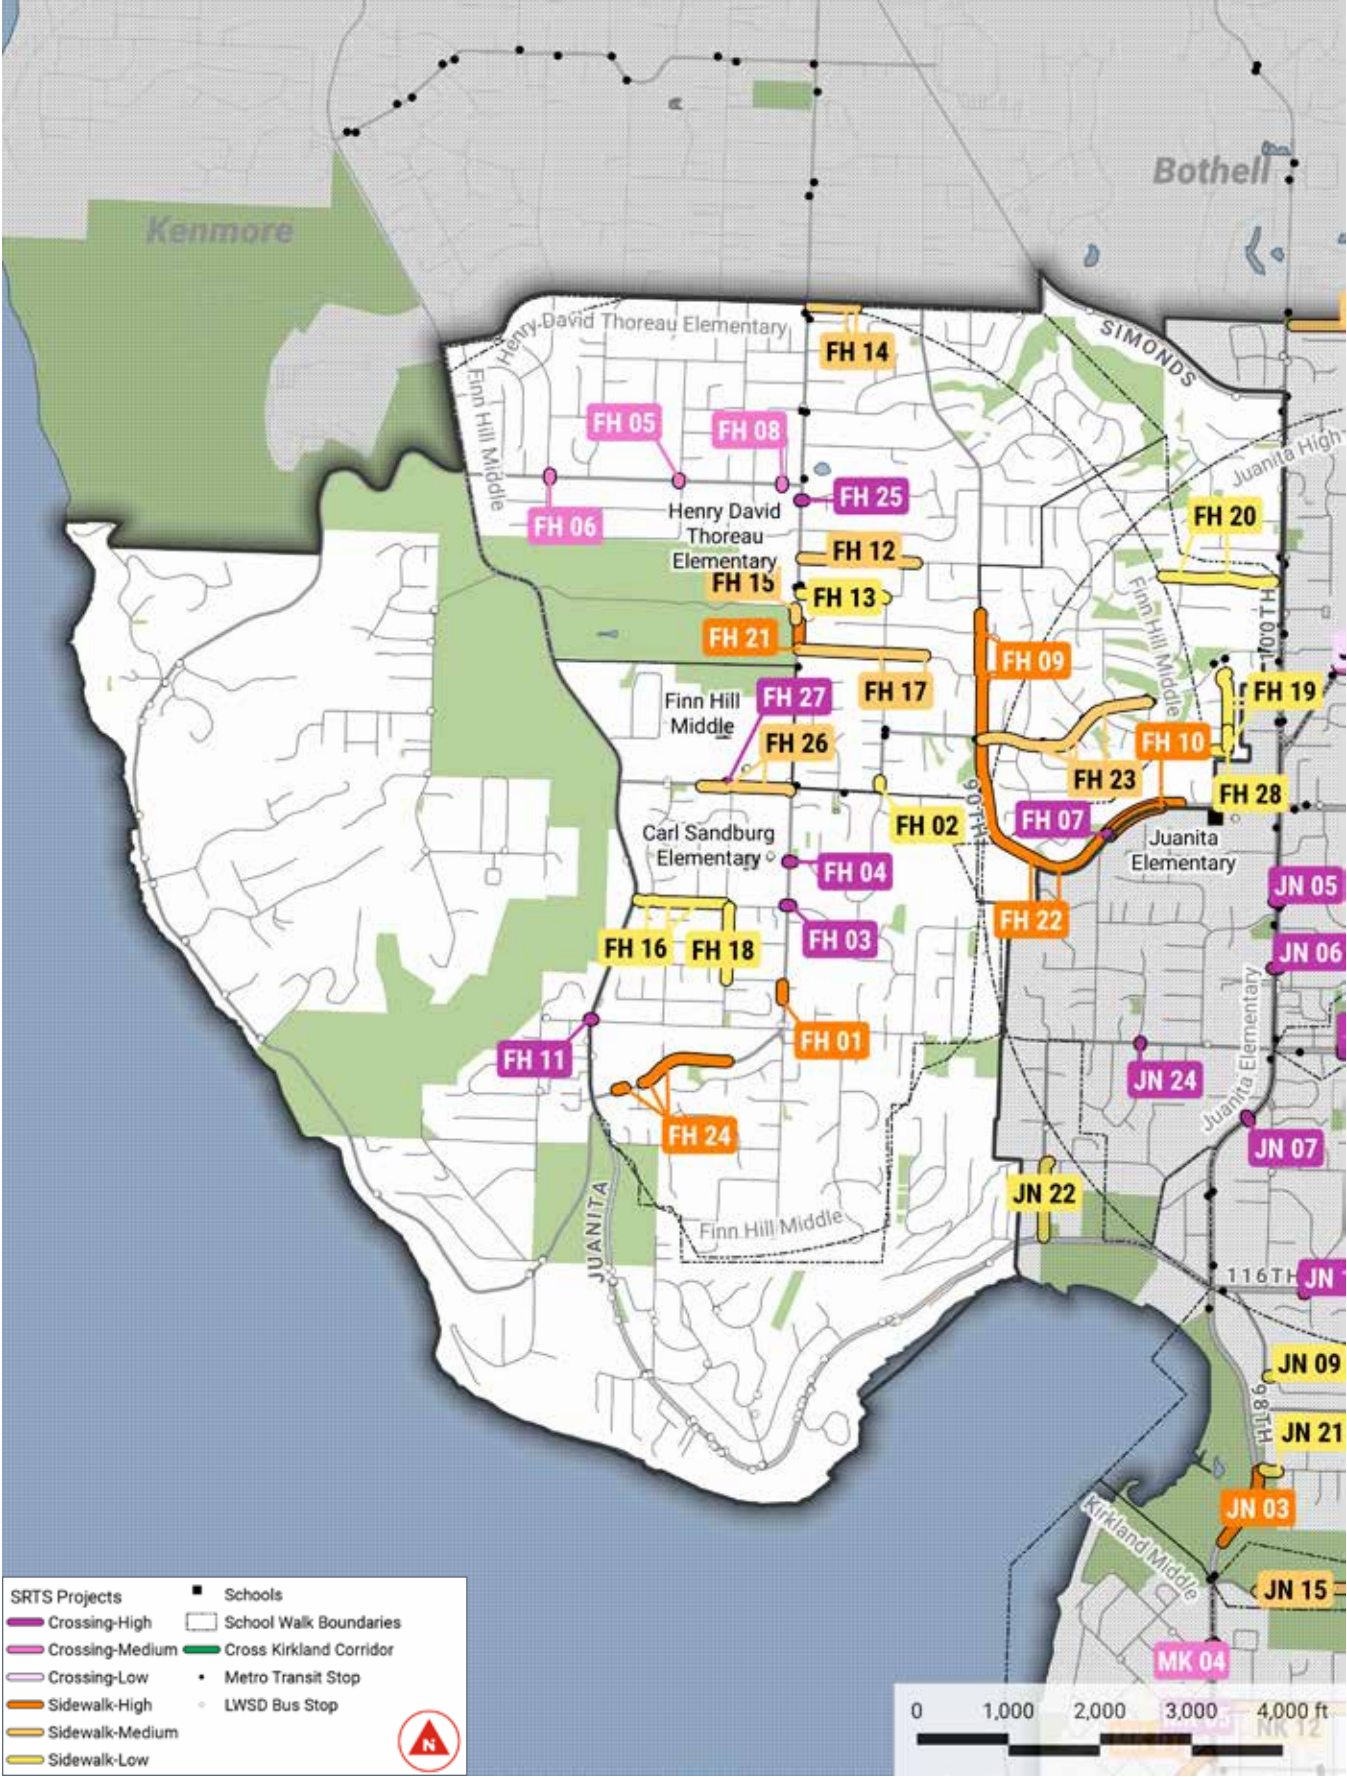 Bothell
Kenmore
Henry David Thoreau Elementary
SIMONDS
FH 14
Finn Hill Middle
FH 05
FH 08
Juanita High
FH 25
FH 06
Henry David
Thoreau
Elementary
FH 20
FH 12
FH 15
FH 13
Finn Hill Middle
100TH
FH 21
FH 09
FH 17
FH 19
Finn Hill
Middle
FH 27
FH 26
FH 10
FH 23
FH 28
90TH
FH 02
FH 07
Carl Sandburg
Elementary
Juanita
Elementary
FH 04
JN 05
FH 22
FH 03
FH 16
FH 18
JN 06
Juanita Elementary
FH 01
FH 11
JN 24
FH 24
JN 07
JN 22
JUANITA
Finn Hill Middle
116TH
JN 09
98TH
JN 21
JN 03
Kirkland Middle
JN 15
MK 04
NK 12
0 1,000 2,000 3,000 4,000 ft
SRTS Projects
Crossing-High
Crossing-Medium
Crossing-Low
Sidewalk-High
Sidewalk-Medium
Sidewalk-Low
Schools
School Walk Boundaries
Cross Kirkland Corridor
Metro Transit Stop
LWSD Bus Stop
N